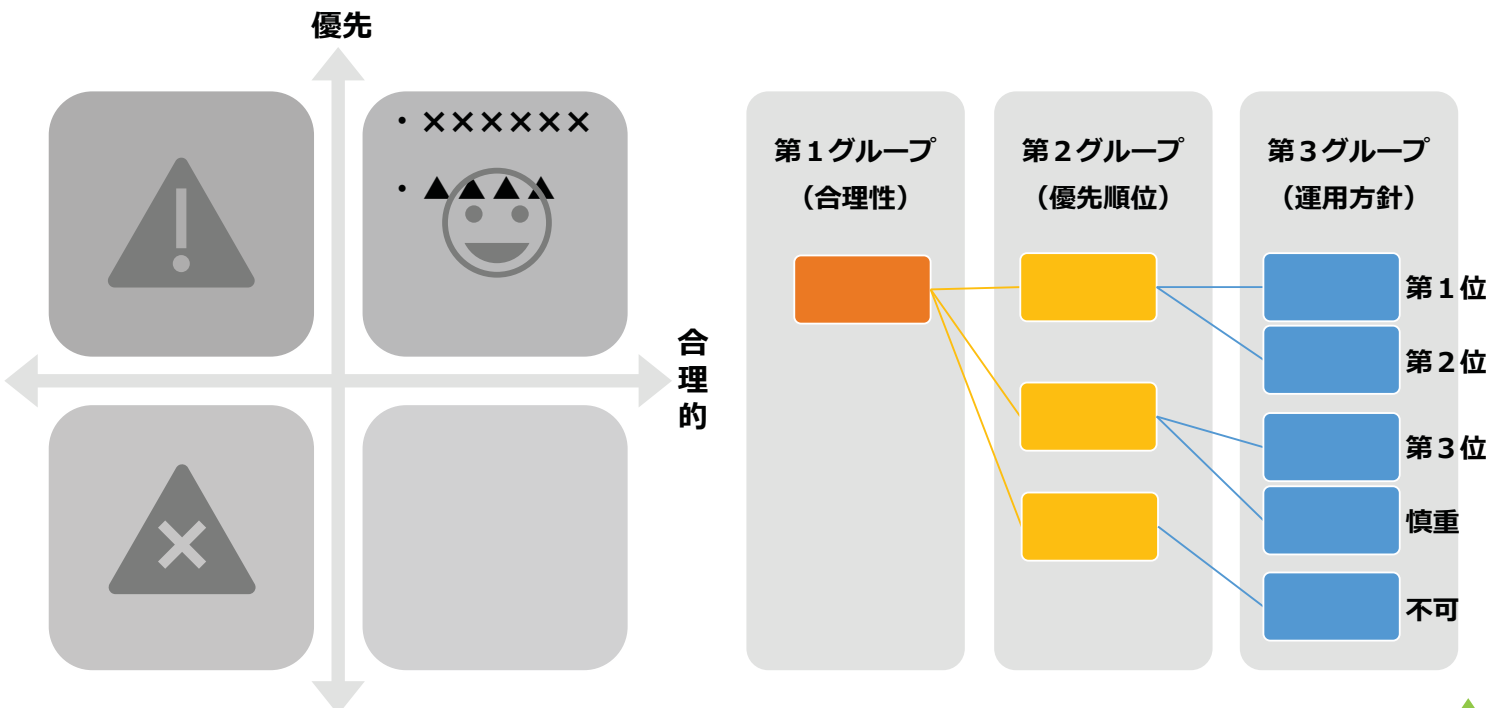 優先
・××××××
・▲▲▲▲
合理的
第１グループ
（合理性）
第２グループ
（優先順位）
第３グループ
（運用方針）
第１位
第２位
第３位
慎重
不可